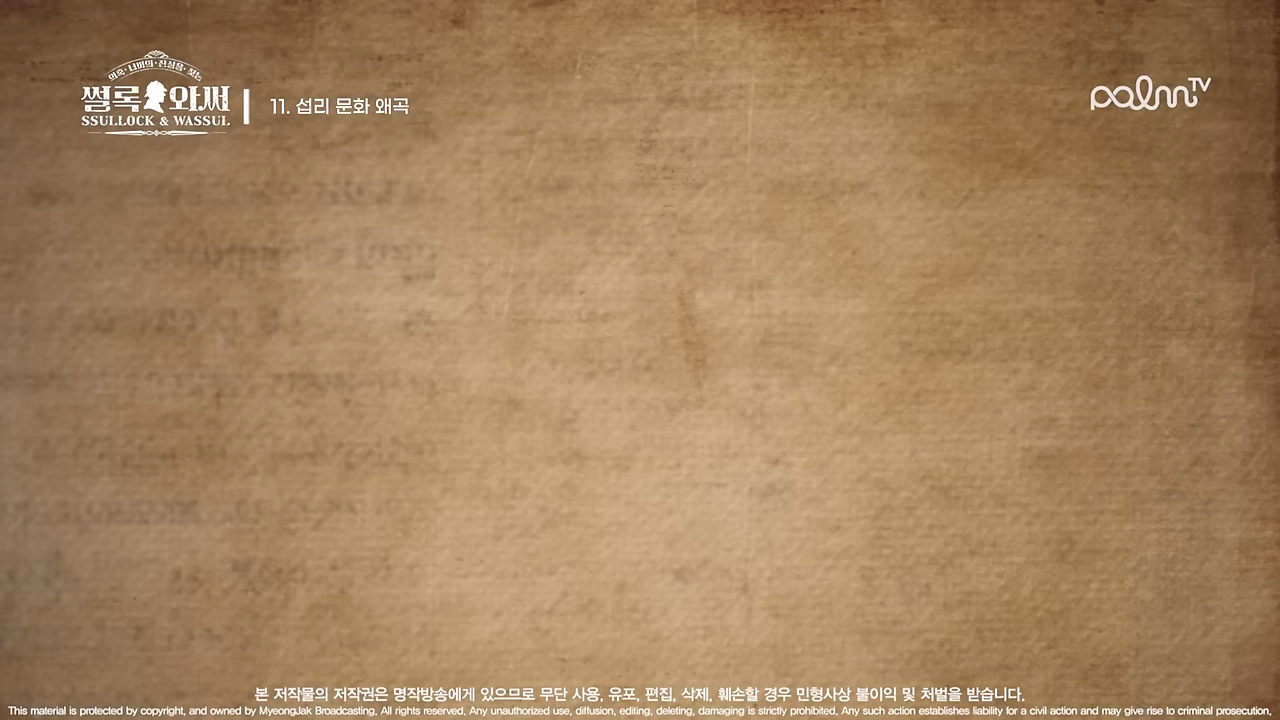 의혹·너머의·진실을·찾는
썰록 와써
SSULLOCK & WASSUL
11. 섭리 문화 왜곡
palm TV
본 저작물의 저작권은 명작방송에게 있으므로 무단 사용, 유포, 편집, 삭제, 훼손할 경우 민형사상 불이익 및 처벌을 받습니다.
This material is protected by copyright, and owned by MyeongJak Broadcasting. All rights reserved. Any unauthorized use, diffusion, editing, deleting, damaging is strictly prohibited. Any such action establishes liability for a civil action and may give rise to criminal prosecution.